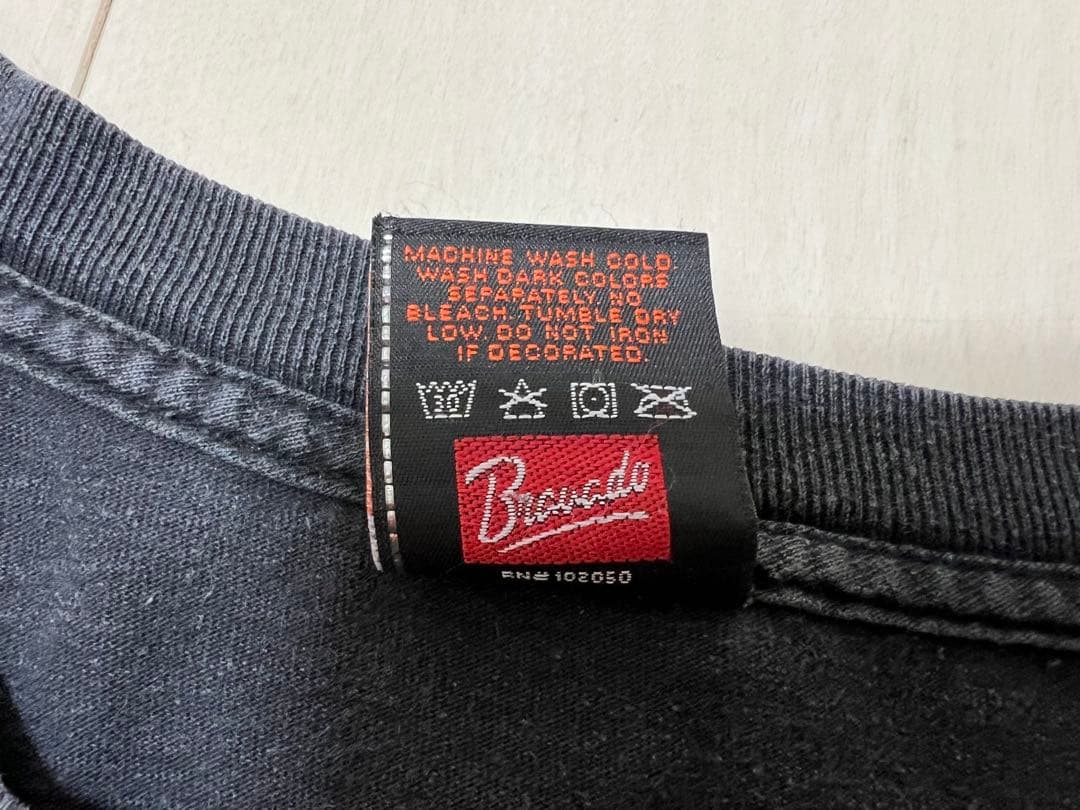 MACHINE WASH COLD.
WASH DARK COLORS
SEPARATELY. NO
BLEACH. TUMBLE DRY
LOW. DO NOT IRON
IF DECORATED.
30
Bravado
RN# 102050